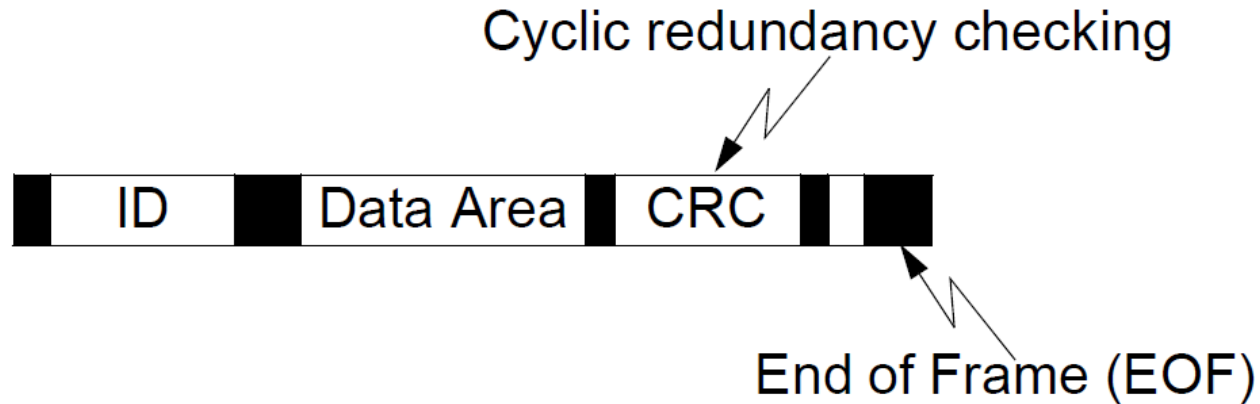 Cyclic redundancy checking
ID Data Area CRC
End of Frame (EOF)